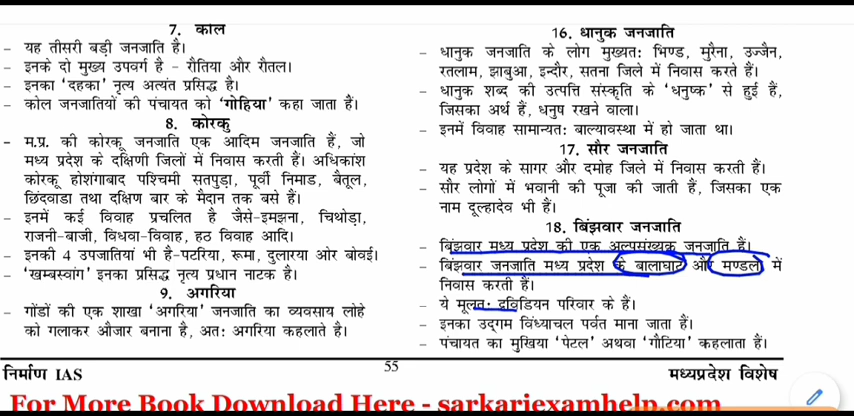 7. कोल
– यह तीसरी बड़ी जनजाति है।
– इनके दो मुख्य उपवर्ग है - रौतिया और रौतल।
– इनका 'दहका' नृत्य अत्यंत प्रसिद्ध है।
– कोल जनजातियों की पंचायत को 'गोहिया' कहा जाता हैं।
8. कोरकु
– म.प्र. की कोरकू जनजाति एक आदिम जनजाति हैं, जो
मध्य प्रदेश के दक्षिणी जिलों में निवास करती हैं। अधिकांश
कोरकू होशंगाबाद पश्चिमी सतपुड़ा, पूर्वी निमाड, बैतूल,
छिंदवाडा तथा दक्षिण बार के मैदान तक बसे हैं।
– इनमें कई विवाह प्रचलित है जैसे-इमझना, चिथोड़ा,
राजनी-बाजी, विधवा-विवाह, हठ विवाह आदि।
– इनकी 4 उपजातियां भी है-पटरिया, रूमा, दुलारया ओर बोवई।
– 'खम्बस्वांग' इनका प्रसिद्ध नृत्य प्रधान नाटक है।
9. अगरिया
– गोंडों की एक शाखा 'अगरिया' जनजाति का व्यवसाय लोहे
को गलाकर औजार बनाना है, अत: अगरिया कहलाते है।
16. धानुक जनजाति
– धानुक जनजाति के लोग मुख्यत: भिण्ड, मुरैना, उज्जैन,
रतलाम, झाबुआ, इन्दौर, सतना जिले में निवास करते हैं।
– धानुक शब्द की उत्पत्ति संस्कृति के 'धनुष्क' से हुई हैं,
जिसका अर्थ हैं, धनुष रखने वाला।
– इनमें विवाह सामान्यत: बाल्यावस्था में हो जाता था।
17. सौर जनजाति
– यह प्रदेश के सागर और दमोह जिले में निवास करती हैं।
– सौर लोगों में भवानी की पूजा की जाती हैं, जिसका एक
नाम दूल्हादेव भी हैं।
18. बिंझवार जनजाति
– बिंझवार मध्य प्रदेश की एक अल्पसंख्यक जनजाति हैं।
– बिंझवार जनजाति मध्य प्रदेश के बालाघाट और मण्डला में
निवास करती हैं।
– ये मूलत: द्रविडियन परिवार के हैं।
– इनका उद्गम विंध्याचल पर्वत माना जाता हैं।
– पंचायत का मुखिया 'पेटल' अथवा 'गौटिया' कहलाता हैं।
निर्माण IAS 55 मध्यप्रदेश विशेष
For More Book Download Here - sarkariexamhelp.com